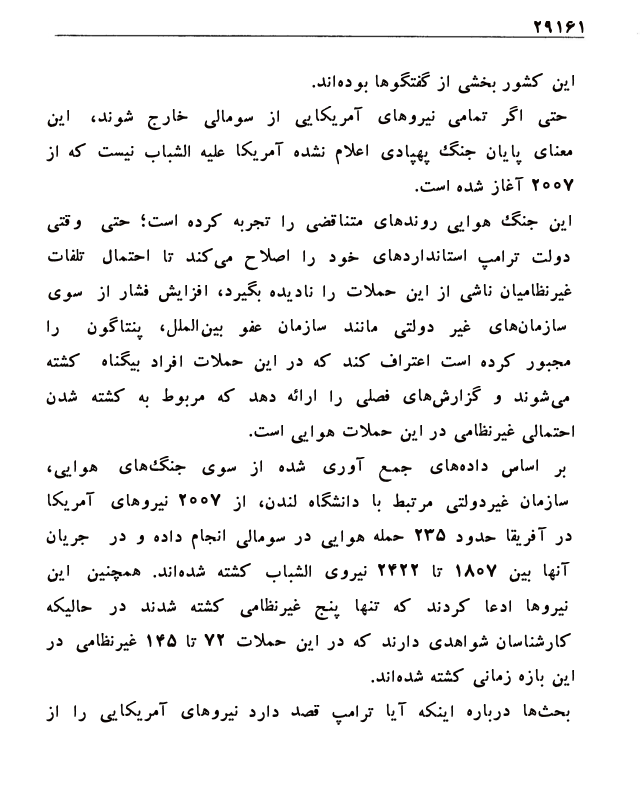 ۲۹۱۶۱
این کشور بخشی از گفتگوها بوده‌اند.
حتی اگر تمامی نیروهای آمریکایی از سومالی خارج شوند، این
معنای پایان جنگ پهپادی اعلام نشده آمریکا علیه الشباب نیست که از
۲۰۰۷ آغاز شده است.
این جنگ هوایی روندهای متناقضی را تجربه کرده است؛ حتی وقتی
دولت ترامپ استانداردهای خود را اصلاح می‌کند تا احتمال تلفات
غیرنظامیان ناشی از این حملات را نادیده بگیرد، افزایش فشار از سوی
سازمان‌های غیر دولتی مانند سازمان عفو بین‌الملل، پنتاگون را
مجبور کرده است اعتراف کند که در این حملات افراد بیگناه کشته
می‌شوند و گزارش‌های فصلی را ارائه دهد که مربوط به کشته شدن
احتمالی غیرنظامی در این حملات هوایی است.
بر اساس داده‌های جمع آوری شده از سوی جنگ‌های هوایی،
سازمان غیردولتی مرتبط با دانشگاه لندن، از ۲۰۰۷ نیروهای آمریکا
در آفریقا حدود ۲۳۵ حمله هوایی در سومالی انجام داده و در جریان
آنها بین ۱۸۰۷ تا ۲۴۲۲ نیروی الشباب کشته شده‌اند. همچنین این
نیروها ادعا کردند که تنها پنج غیرنظامی کشته شدند در حالیکه
کارشناسان شواهدی دارند که در این حملات ۷۲ تا ۱۴۵ غیرنظامی در
این بازه زمانی کشته شده‌اند.
بحث‌ها درباره اینکه آیا ترامپ قصد دارد نیروهای آمریکایی را از